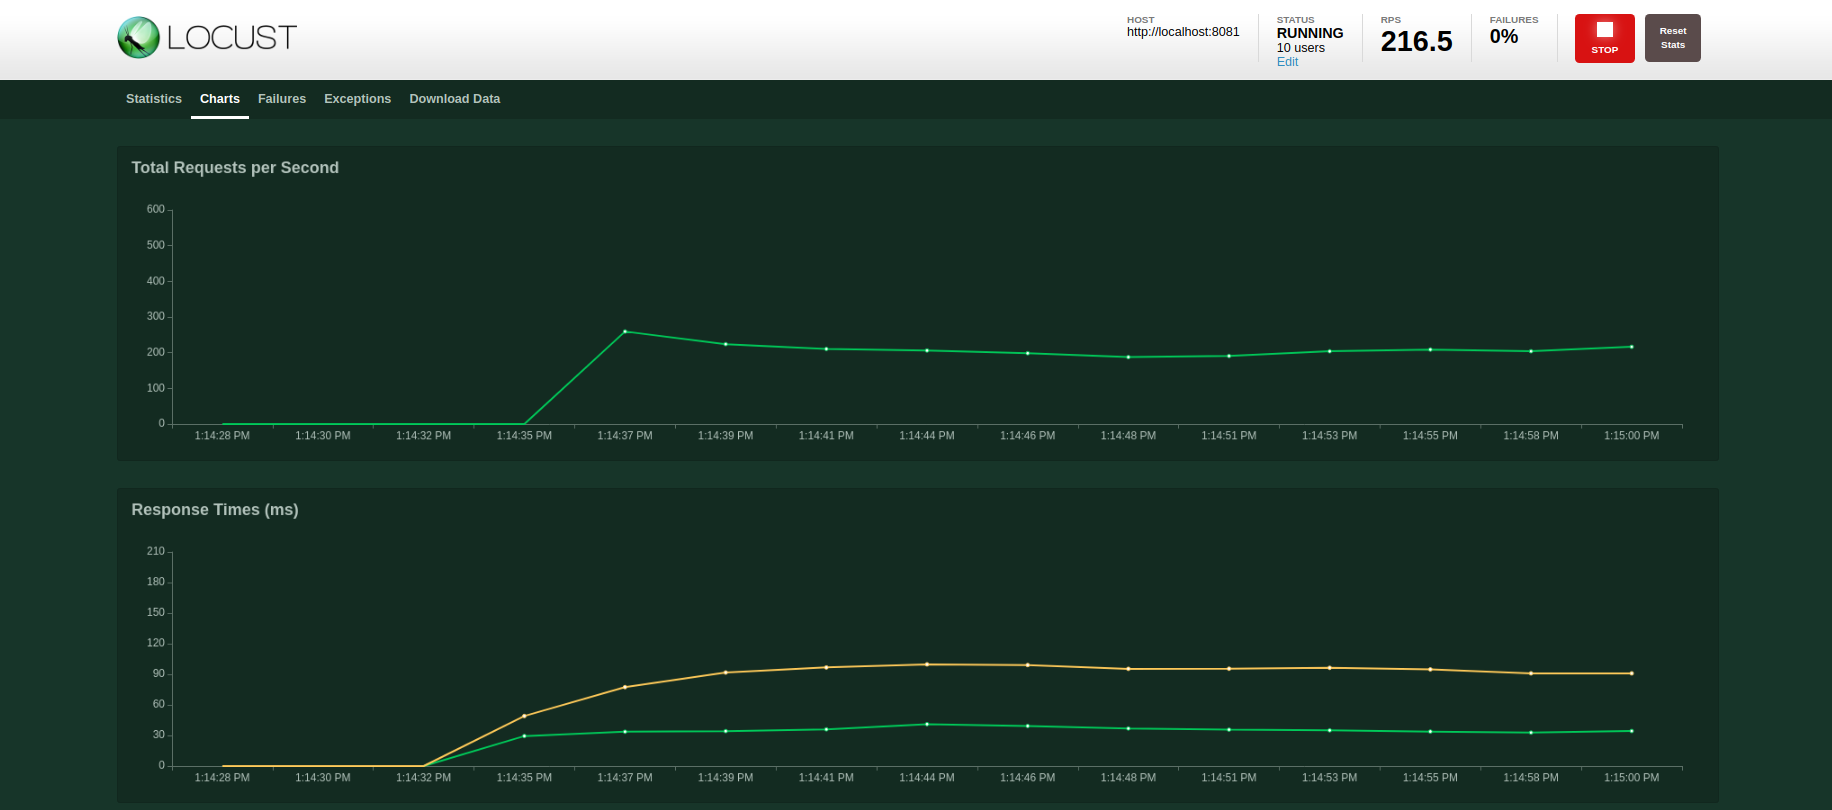 LOCUST
HOST
http://localhost:8081
STATUS
RUNNING
10 users
Edit
RPS
216.5
FAILURES
0%
STOP
Reset
Stats
Statistics Charts Failures Exceptions Download Data
Total Requests per Second
600
500
400
300
200
100
0
1:14:28 PM 1:14:30 PM 1:14:32 PM 1:14:35 PM 1:14:37 PM 1:14:39 PM 1:14:41 PM 1:14:44 PM 1:14:46 PM 1:14:48 PM 1:14:51 PM 1:14:53 PM 1:14:55 PM 1:14:58 PM 1:15:00 PM
Response Times (ms)
210
180
150
120
90
60
30
0
1:14:28 PM 1:14:30 PM 1:14:32 PM 1:14:35 PM 1:14:37 PM 1:14:39 PM 1:14:41 PM 1:14:44 PM 1:14:46 PM 1:14:48 PM 1:14:51 PM 1:14:53 PM 1:14:55 PM 1:14:58 PM 1:15:00 PM